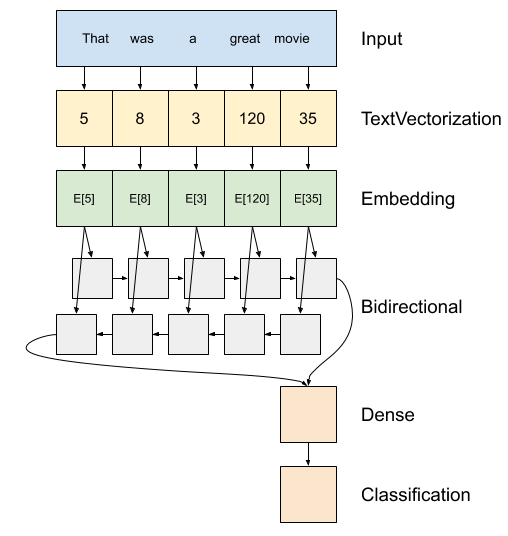 That was a great movie Input
5 8 3 120 35 TextVectorization
E[5] E[8] E[3] E[120] E[35] Embedding
Bidirectional
Dense
Classification